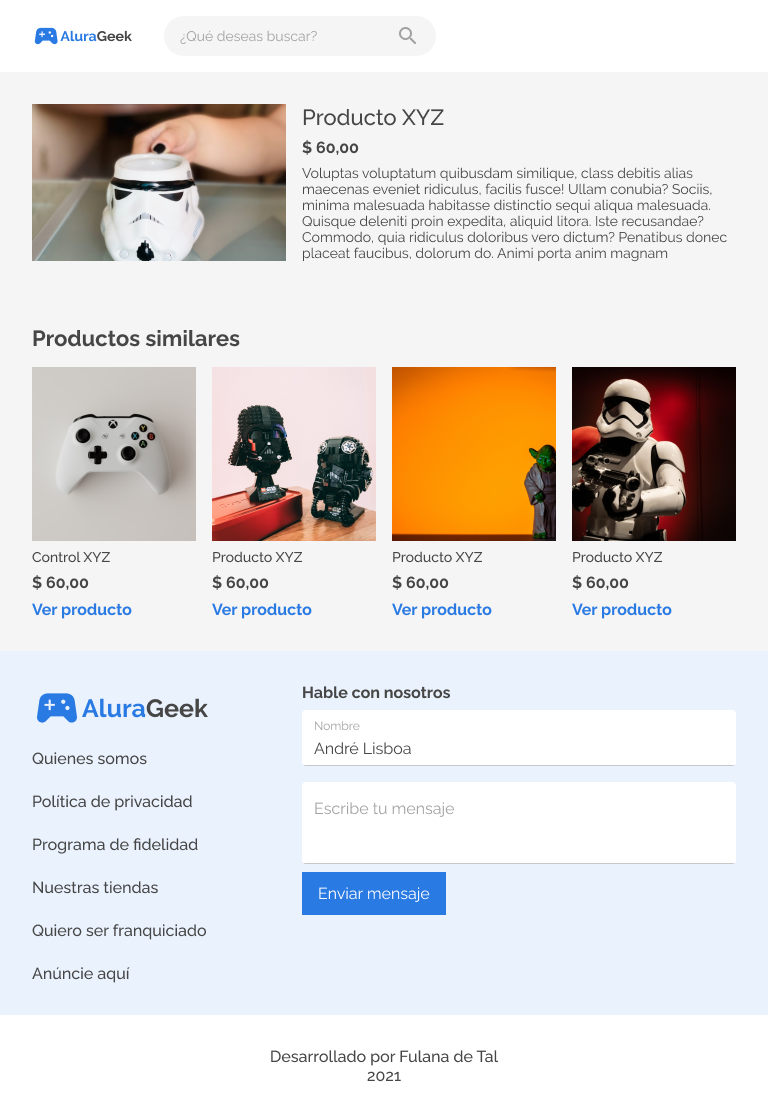 AluraGeek
¿Qué deseas buscar?
Producto XYZ
$ 60,00
Voluptas voluptatum quibusdam similique, class debitis alias
maecenas eveniet ridiculus, facilis fusce! Ullam conubia? Sociis,
minima malesuada habitasse distinctio sequi aliqua malesuada.
Quisque deleniti proin expedita, aliquid litora. Iste recusandae?
Commodo, quia ridiculus doloribus vero dictum? Penatibus donec
placeat faucibus, dolorum do. Animi porta anim magnam
Productos similares
Control XYZ
$ 60,00
Ver producto
Producto XYZ
$ 60,00
Ver producto
Producto XYZ
$ 60,00
Ver producto
Producto XYZ
$ 60,00
Ver producto
AluraGeek
Quienes somos
Política de privacidad
Programa de fidelidad
Nuestras tiendas
Quiero ser franquiciado
Anúncie aquí
Hable con nosotros
Nombre
André Lisboa
Escribe tu mensaje
Enviar mensaje
Desarrollado por Fulana de Tal
2021